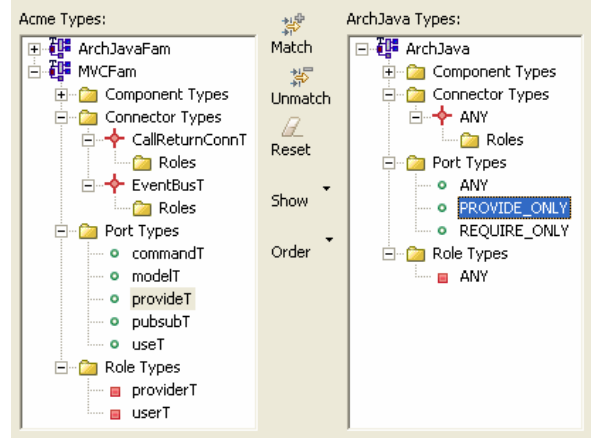 Acme Types:
ArchJavaFam
MVCFam
Component Types
Connector Types
CallReturnConnT
Roles
EventBusT
Roles
Port Types
commandT
modelT
provideT
pubsubT
useT
Role Types
providerT
userT
Match
Unmatch
Reset
Show
Order
ArchJava Types:
ArchJava
Component Types
Connector Types
ANY
Roles
Port Types
ANY
PROVIDE_ONLY
REQUIRE_ONLY
Role Types
ANY